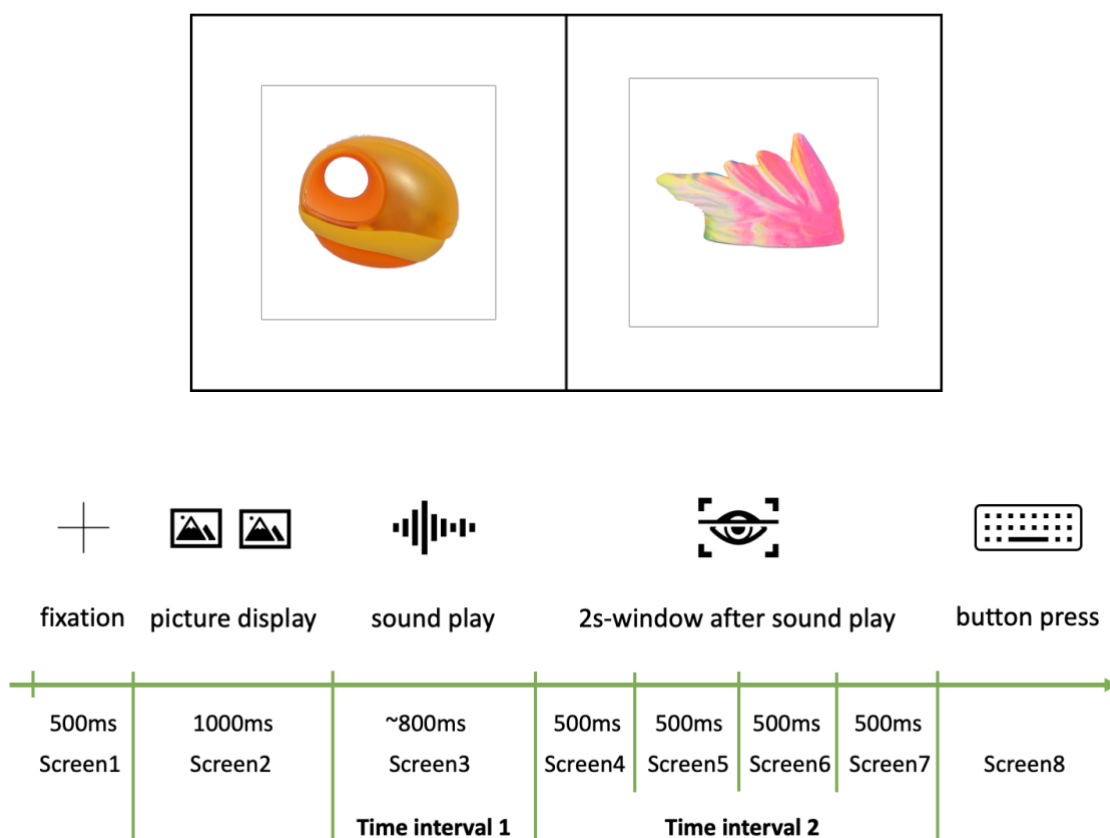 fixation picture display sound play 2s-window after sound play button press
500ms 1000ms ~800ms 500ms 500ms 500ms 500ms
Screen1 Screen2 Screen3 Screen4 Screen5 Screen6 Screen7 Screen8
Time interval 1 Time interval 2